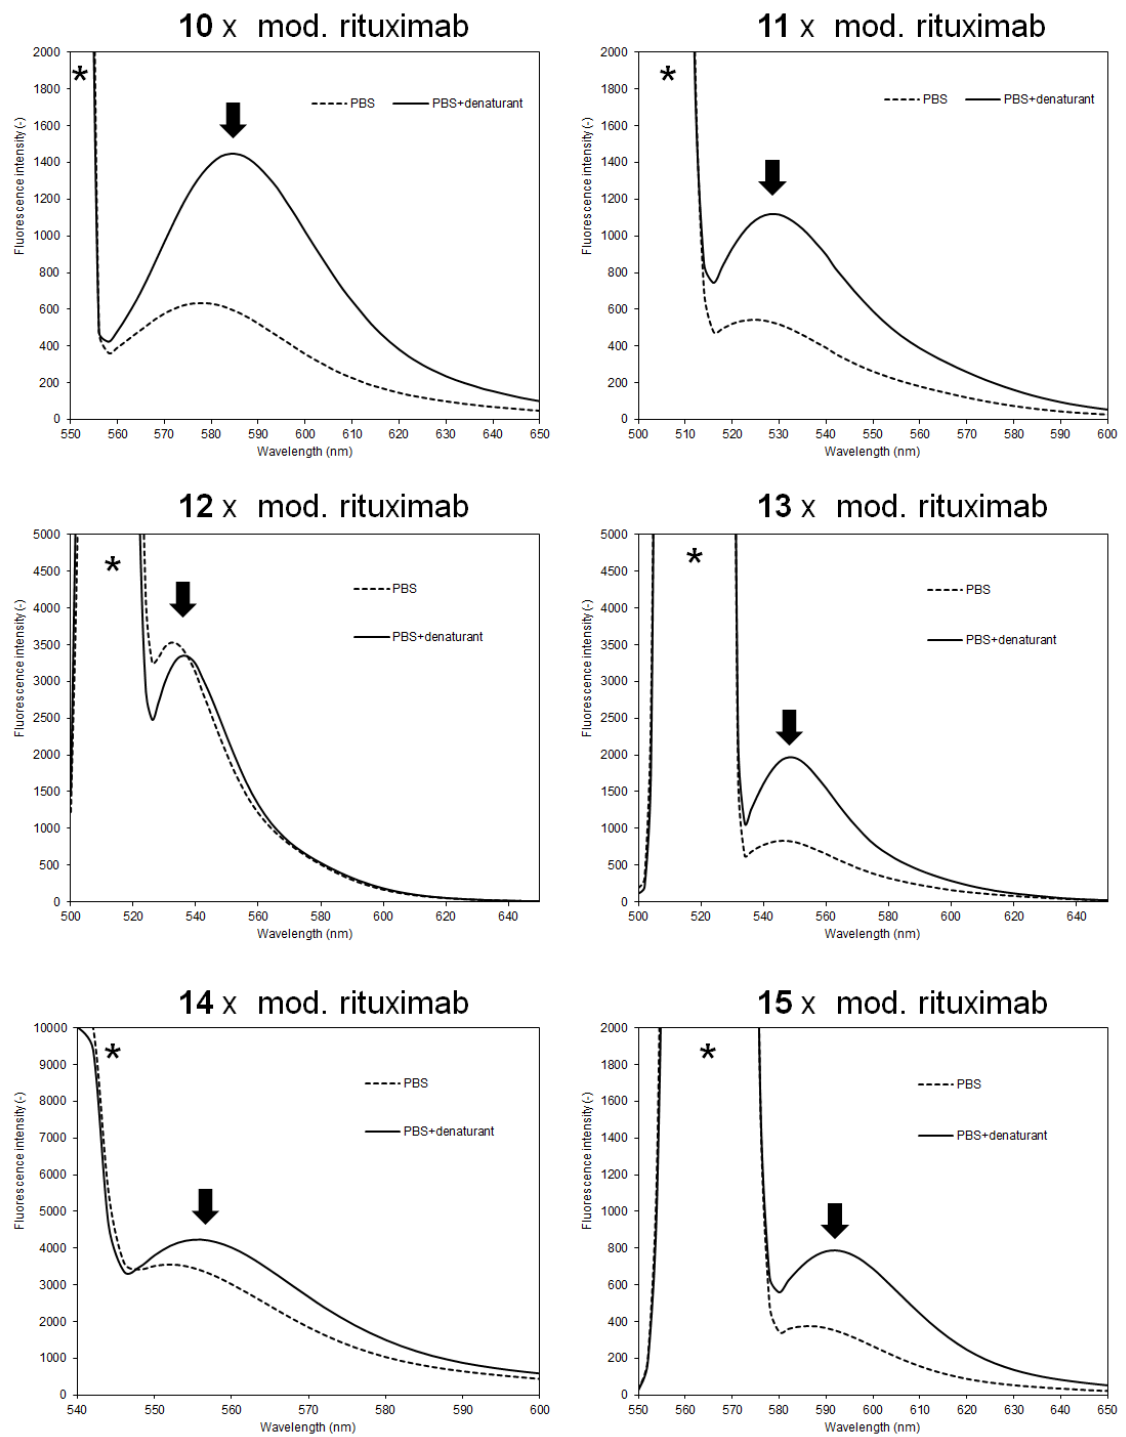 10 x mod. rituximab
2000
1800
1600
1400
1200
1000
800
600
400
200
0
Fluorescence intensity (-)
*
PBS
PBS+denaturant
550 560 570 580 590 600 610 620 630 640 650
Wavelength (nm)
11 x mod. rituximab
2000
1800
1600
1400
1200
1000
800
600
400
200
0
Fluorescence intensity (-)
*
PBS
PBS+denaturant
500 510 520 530 540 550 560 570 580 590 600
Wavelength (nm)
12 x mod. rituximab
5000
4500
4000
3500
3000
2500
2000
1500
1000
500
0
Fluorescence intensity (-)
*
PBS
PBS+denaturant
500 520 540 560 580 600 620 640
Wavelength (nm)
13 x mod. rituximab
5000
4500
4000
3500
3000
2500
2000
1500
1000
500
0
Fluorescence intensity (-)
*
PBS
PBS+denaturant
500 520 540 560 580 600 620 640
Wavelength (nm)
14 x mod. rituximab
10000
9000
8000
7000
6000
5000
4000
3000
2000
1000
0
Fluorescence intensity (-)
*
PBS
PBS+denaturant
540 550 560 570 580 590 600
Wavelength (nm)
15 x mod. rituximab
2000
1800
1600
1400
1200
1000
800
600
400
200
0
Fluorescence intensity (-)
*
PBS
PBS+denaturant
550 560 570 580 590 600 610 620 630 640 650
Wavelength (nm)